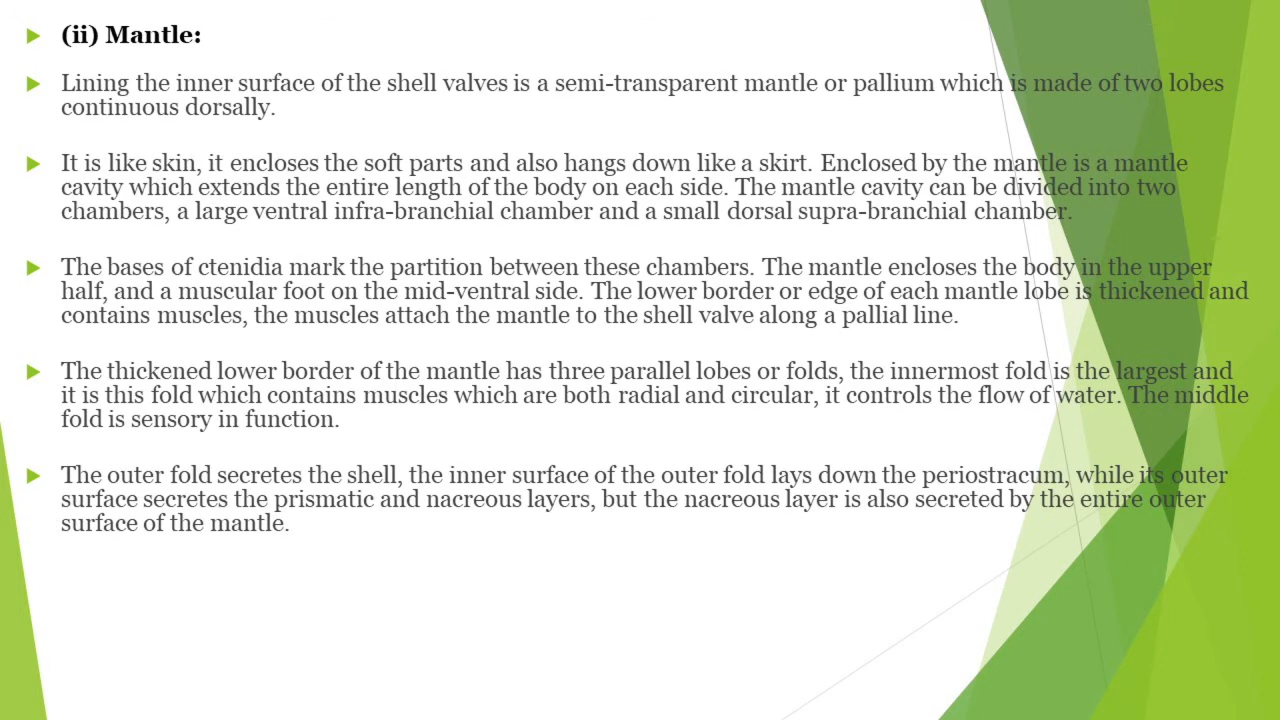 (ii) Mantle:
Lining the inner surface of the shell valves is a semi-transparent mantle or pallium which is made of two lobes
continuous dorsally.
It is like skin, it encloses the soft parts and also hangs down like a skirt. Enclosed by the mantle is a mantle
cavity which extends the entire length of the body on each side. The mantle cavity can be divided into two
chambers, a large ventral infra-branchial chamber and a small dorsal supra-branchial chamber.
The bases of ctenidia mark the partition between these chambers. The mantle encloses the body in the upper
half, and a muscular foot on the mid-ventral side. The lower border or edge of each mantle lobe is thickened and
contains muscles, the muscles attach the mantle to the shell valve along a pallial line.
The thickened lower border of the mantle has three parallel lobes or folds, the innermost fold is the largest and
it is this fold which contains muscles which are both radial and circular, it controls the flow of water. The middle
fold is sensory in function.
The outer fold secretes the shell, the inner surface of the outer fold lays down the periostracum, while its outer
surface secretes the prismatic and nacreous layers, but the nacreous layer is also secreted by the entire outer
surface of the mantle.